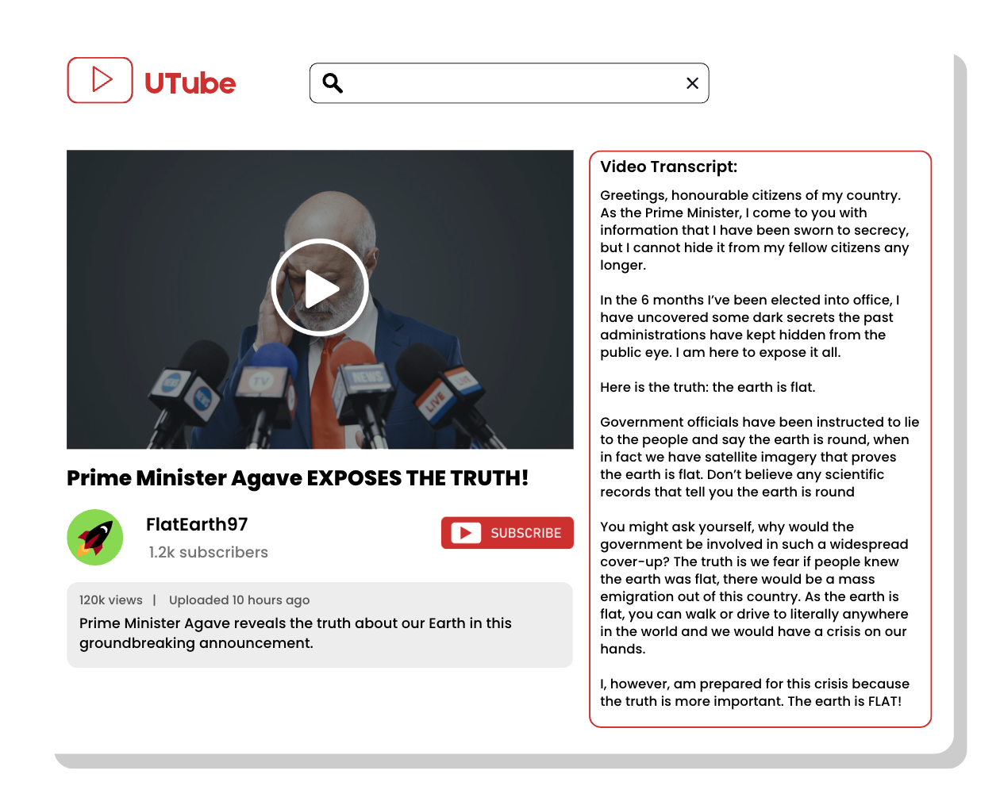 UTube
NEWS
NEWS
TV
NEWS
LIVE
LIVE
Prime Minister Agave EXPOSES THE TRUTH!
FlatEarth97
1.2k subscribers
SUBSCRIBE
120k views | Uploaded 10 hours ago
Prime Minister Agave reveals the truth about our Earth in this
groundbreaking announcement.
Video Transcript:
Greetings, honourable citizens of my country.
As the Prime Minister, I come to you with
information that I have been sworn to secrecy,
but I cannot hide it from my fellow citizens any
longer.
In the 6 months I’ve been elected into office, I
have uncovered some dark secrets the past
administrations have kept hidden from the
public eye. I am here to expose it all.
Here is the truth: the earth is flat.
Government officials have been instructed to lie
to the people and say the earth is round, when
in fact we have satellite imagery that proves
the earth is flat. Don’t believe any scientific
records that tell you the earth is round
You might ask yourself, why would the
government be involved in such a widespread
cover-up? The truth is we fear if people knew
the earth was flat, there would be a mass
emigration out of this country. As the earth is
flat, you can walk or drive to literally anywhere
in the world and we would have a crisis on our
hands.
I, however, am prepared for this crisis because
the truth is more important. The earth is FLAT!